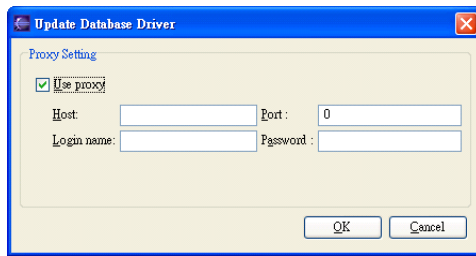 Update Database Driver
Proxy Setting
Use proxy
Host: Port : 0
Login name: Password :
OK Cancel